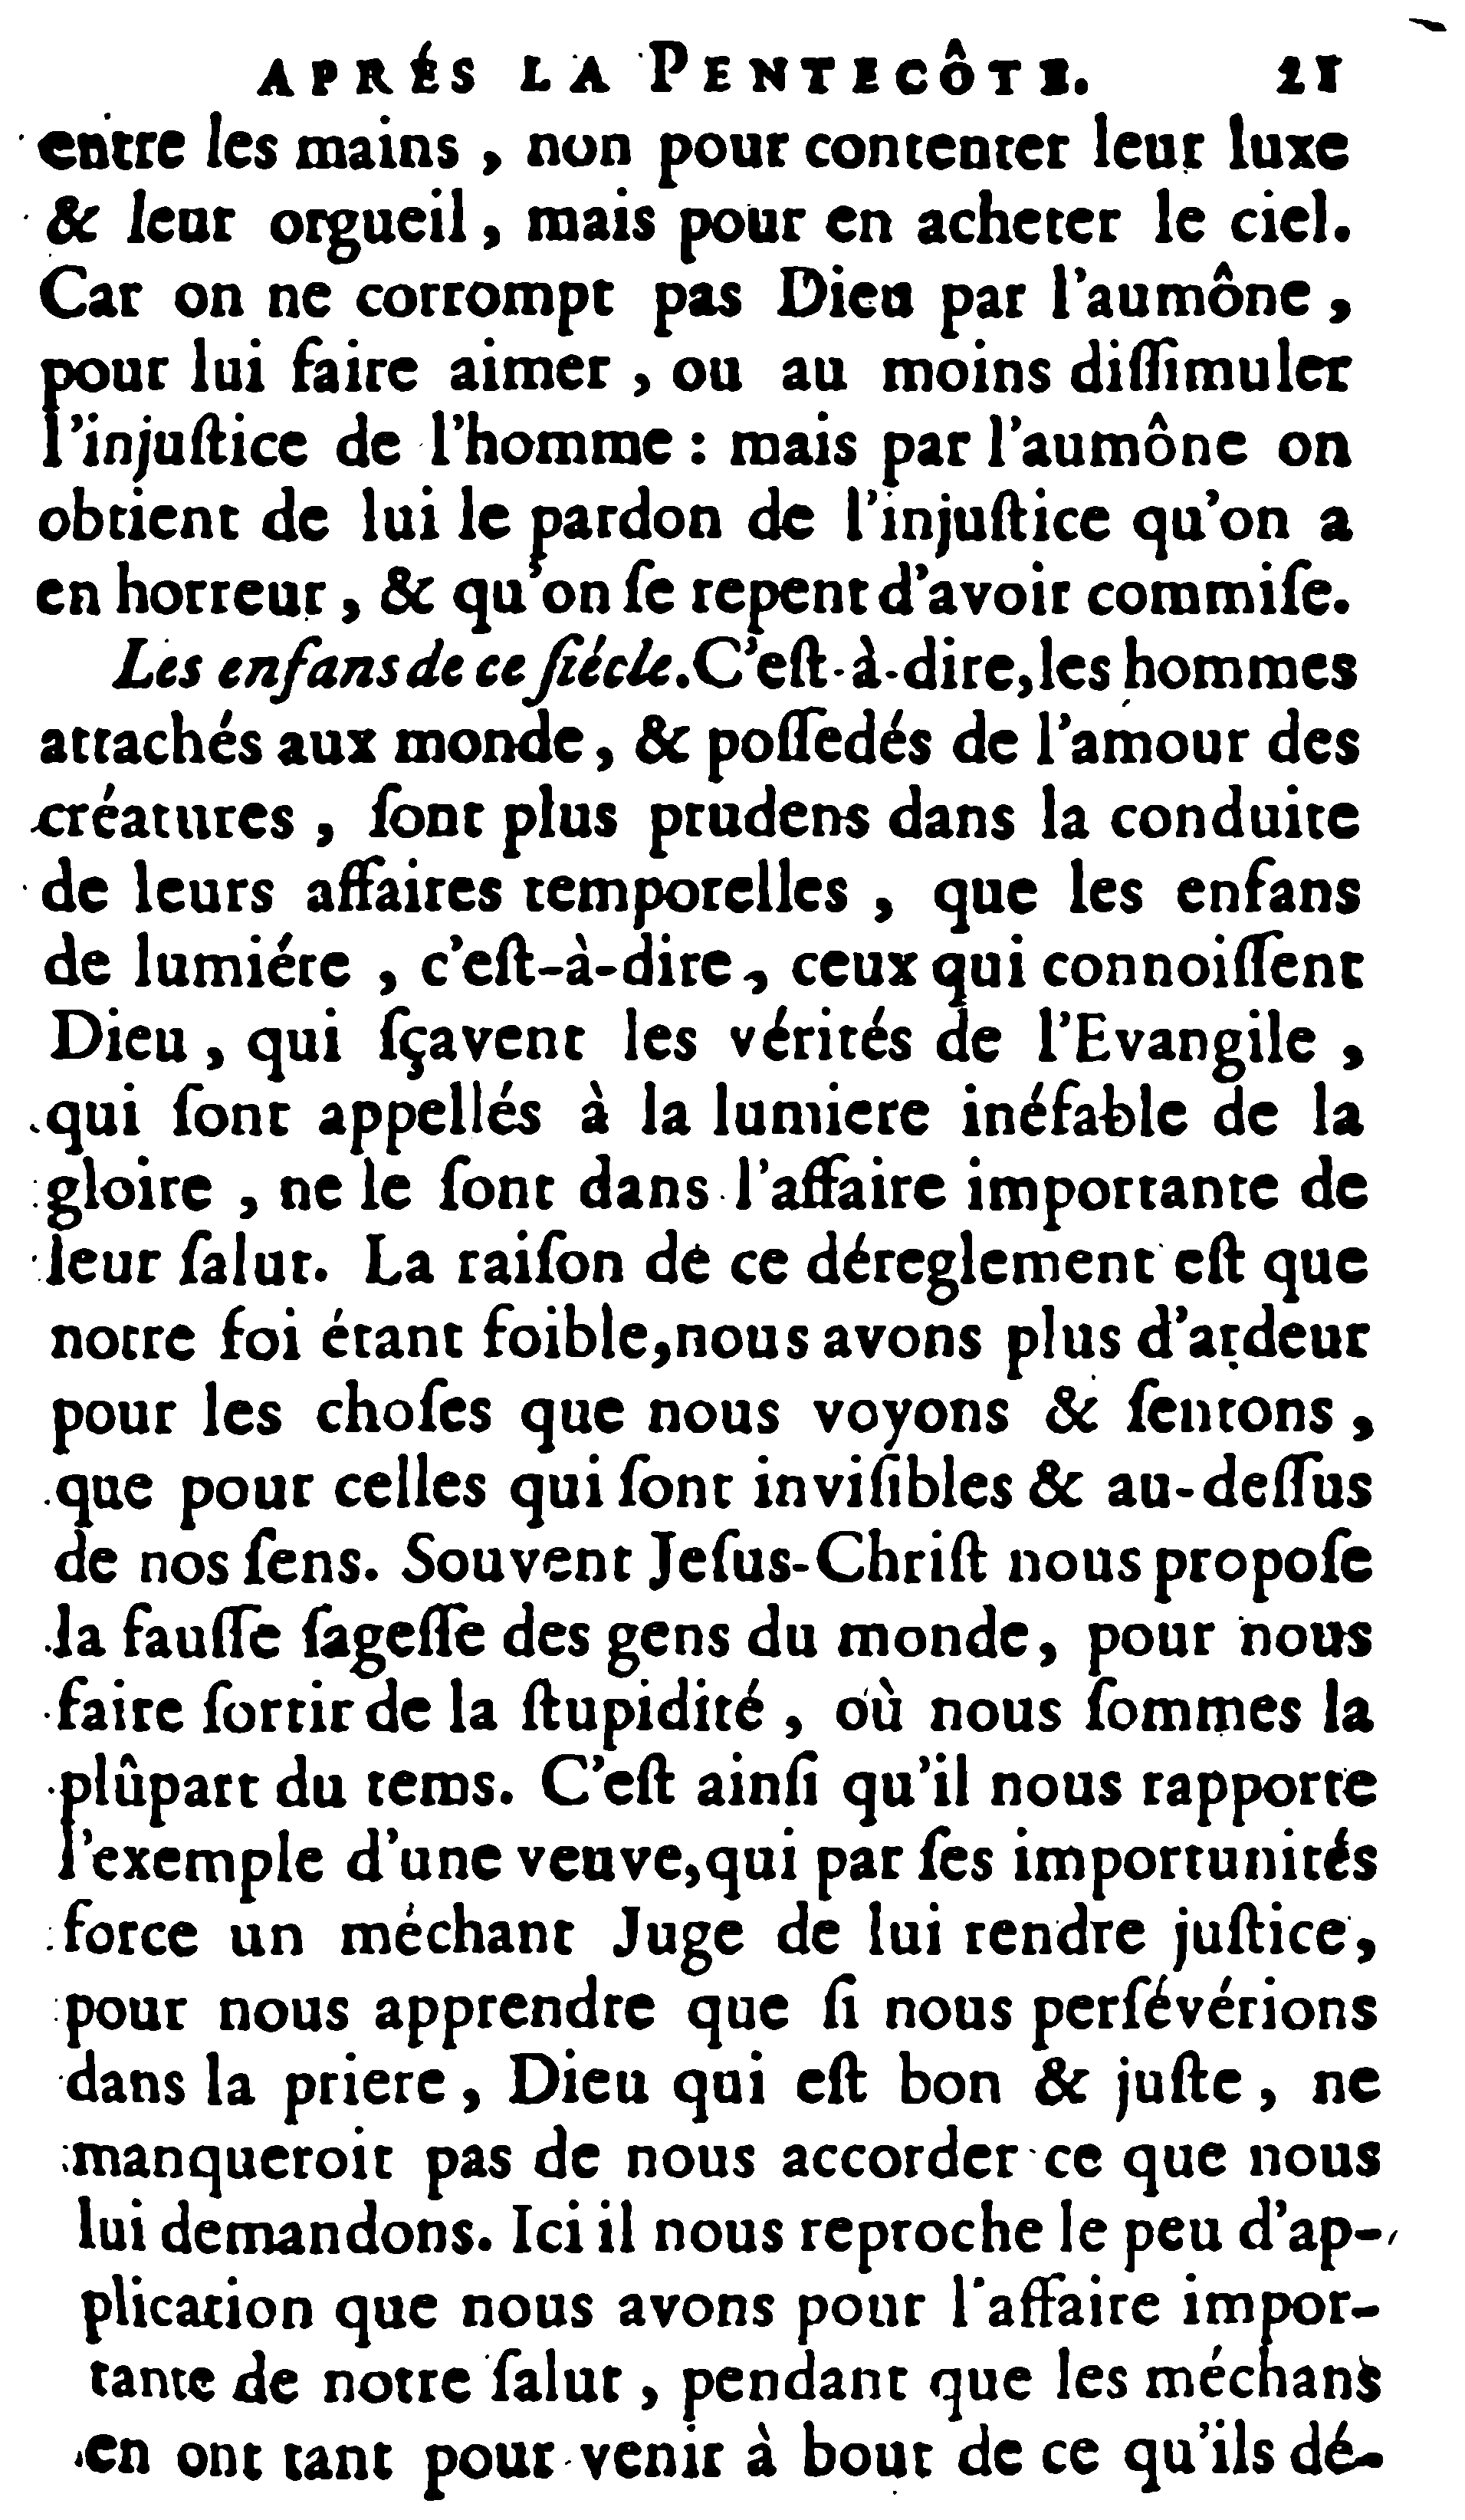 APRÉS LA PENTECÔTE. 21
entre les mains, non pour contenter leur luxe
& leur orgueil, mais pour en acheter le ciel.
Car on ne corrompt pas Dieu par l'aumône,
pour lui faire aimer, ou au moins diſſimuler
l'injuſtice de l'homme : mais par l'aumône on
obtient de lui le pardon de l'injuſtice qu'on a
en horreur, & qu'on ſe repent d'avoir commiſe.
Les enfans de ce ſiécle. C'eſt-à-dire, les hommes
attachés aux monde, & poſſedés de l'amour des
créatures, ſont plus prudens dans la conduite
de leurs affaires temporelles, que les enfans
de lumiére, c'eſt-à-dire, ceux qui connoiſſent
Dieu, qui ſçavent les vérités de l'Evangile,
qui ſont appellés à la lumiere inéfable de la
gloire, ne le ſont dans l'affaire importante de
leur ſalut. La raiſon de ce déreglement eſt que
notre foi étant foible, nous avons plus d'ardeur
pour les choſes que nous voyons & ſentons,
que pour celles qui ſont inviſibles & au-deſſus
de nos ſens. Souvent Jeſus-Chriſt nous propoſe
la fauſſe ſageſſe des gens du monde, pour nous
faire ſortir de la ſtupidité, où nous ſommes la
plûpart du tems. C'eſt ainſi qu'il nous rapporte
l'exemple d'une veuve, qui par ſes importunités
force un méchant Juge de lui rendre juſtice,
pour nous apprendre que ſi nous perſévérions
dans la priere, Dieu qui eſt bon & juſte, ne
manqueroit pas de nous accorder ce que nous
lui demandons. Ici il nous reproche le peu d'ap-
plication que nous avons pour l'affaire impor-
tante de notre ſalut, pendant que les méchans
en ont tant pour venir à bout de ce qu'ils dé-